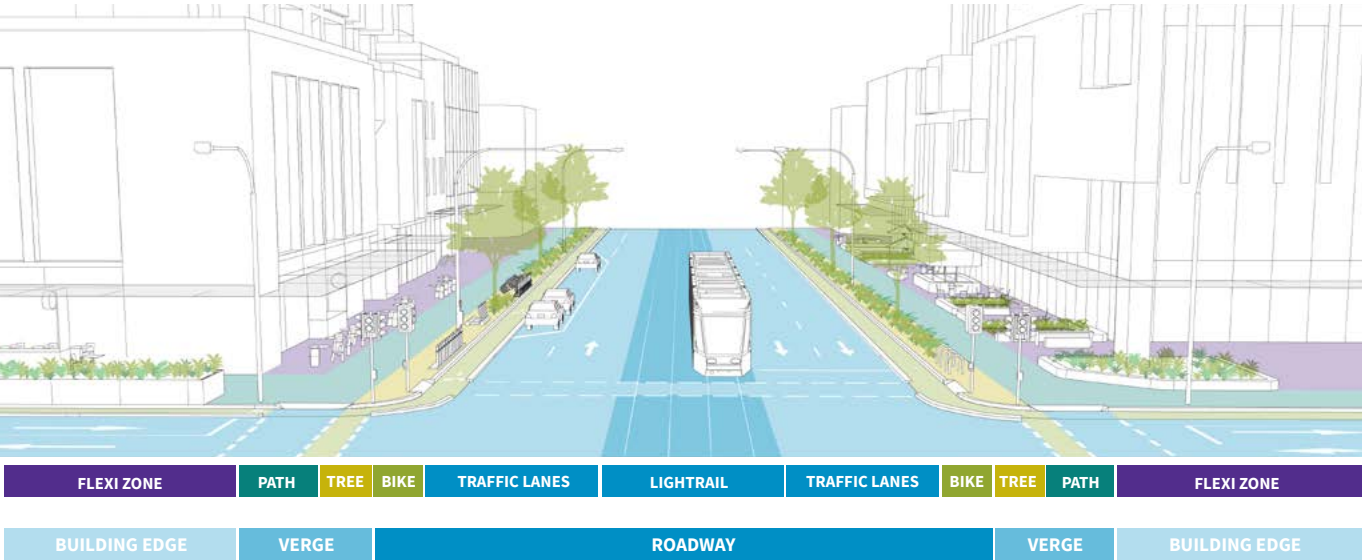 FLEXI ZONE PATH TREE BIKE TRAFFIC LANES LIGHTRAIL TRAFFIC LANES BIKE TREE PATH FLEXI ZONE
BUILDING EDGE VERGE ROADWAY VERGE BUILDING EDGE